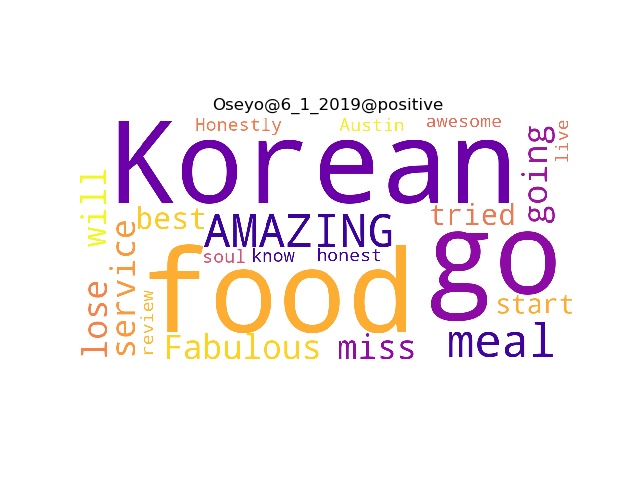 Oseyo@6_1_2019@positive
Honestly Austin awesome
live
Korean
going
will
best
AMAZING
tried
service
soul know honest
go
food
lose
review
start
Fabulous miss meal